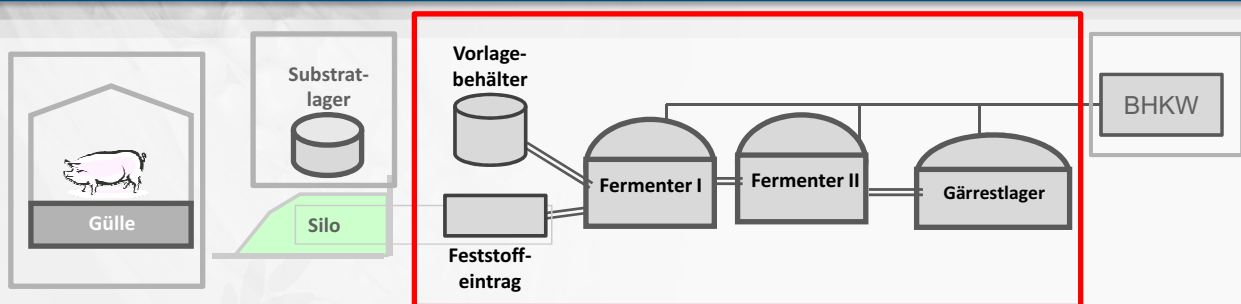 Gülle
Substrat-
lager
Silo
Vorlage-
behälter
Feststoff-
eintrag
Fermenter I
Fermenter II
Gärrestlager
BHKW